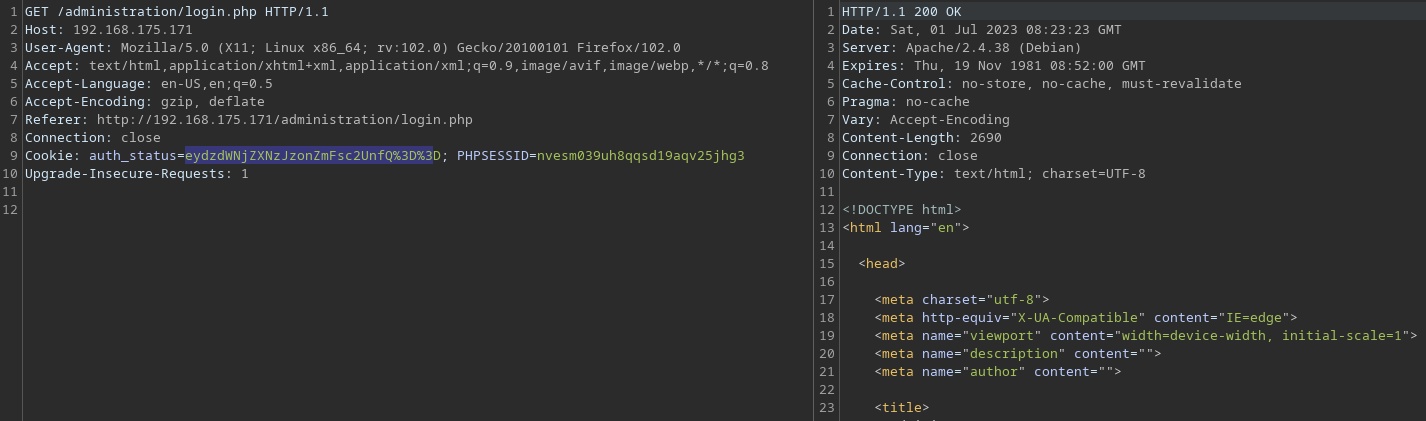 1 GET /administration/login.php HTTP/1.1
2 Host: 192.168.175.171
3 User-Agent: Mozilla/5.0 (X11; Linux x86_64; rv:102.0) Gecko/20100101 Firefox/102.0
4 Accept: text/html,application/xhtml+xml,application/xml;q=0.9,image/avif,image/webp,*/*;q=0.8
5 Accept-Language: en-US,en;q=0.5
6 Accept-Encoding: gzip, deflate
7 Referer: http://192.168.175.171/administration/login.php
8 Connection: close
9 Cookie: auth_status=eydzdWNjZXNzJzonZmFsc2UnfQ%3D%3D; PHPSESSID=nvesm039uh8qqsd19aqv25jhg3
10 Upgrade-Insecure-Requests: 1
11
12
1 HTTP/1.1 200 OK
2 Date: Sat, 01 Jul 2023 08:23:23 GMT
3 Server: Apache/2.4.38 (Debian)
4 Expires: Thu, 19 Nov 1981 08:52:00 GMT
5 Cache-Control: no-store, no-cache, must-revalidate
6 Pragma: no-cache
7 Vary: Accept-Encoding
8 Content-Length: 2690
9 Connection: close
10 Content-Type: text/html; charset=UTF-8
11
12 <!DOCTYPE html>
13 <html lang="en">
14
15 <head>
16
17 <meta charset="utf-8">
18 <meta http-equiv="X-UA-Compatible" content="IE=edge">
19 <meta name="viewport" content="width=device-width, initial-scale=1">
20 <meta name="description" content="">
21 <meta name="author" content="">
22
23 <title>